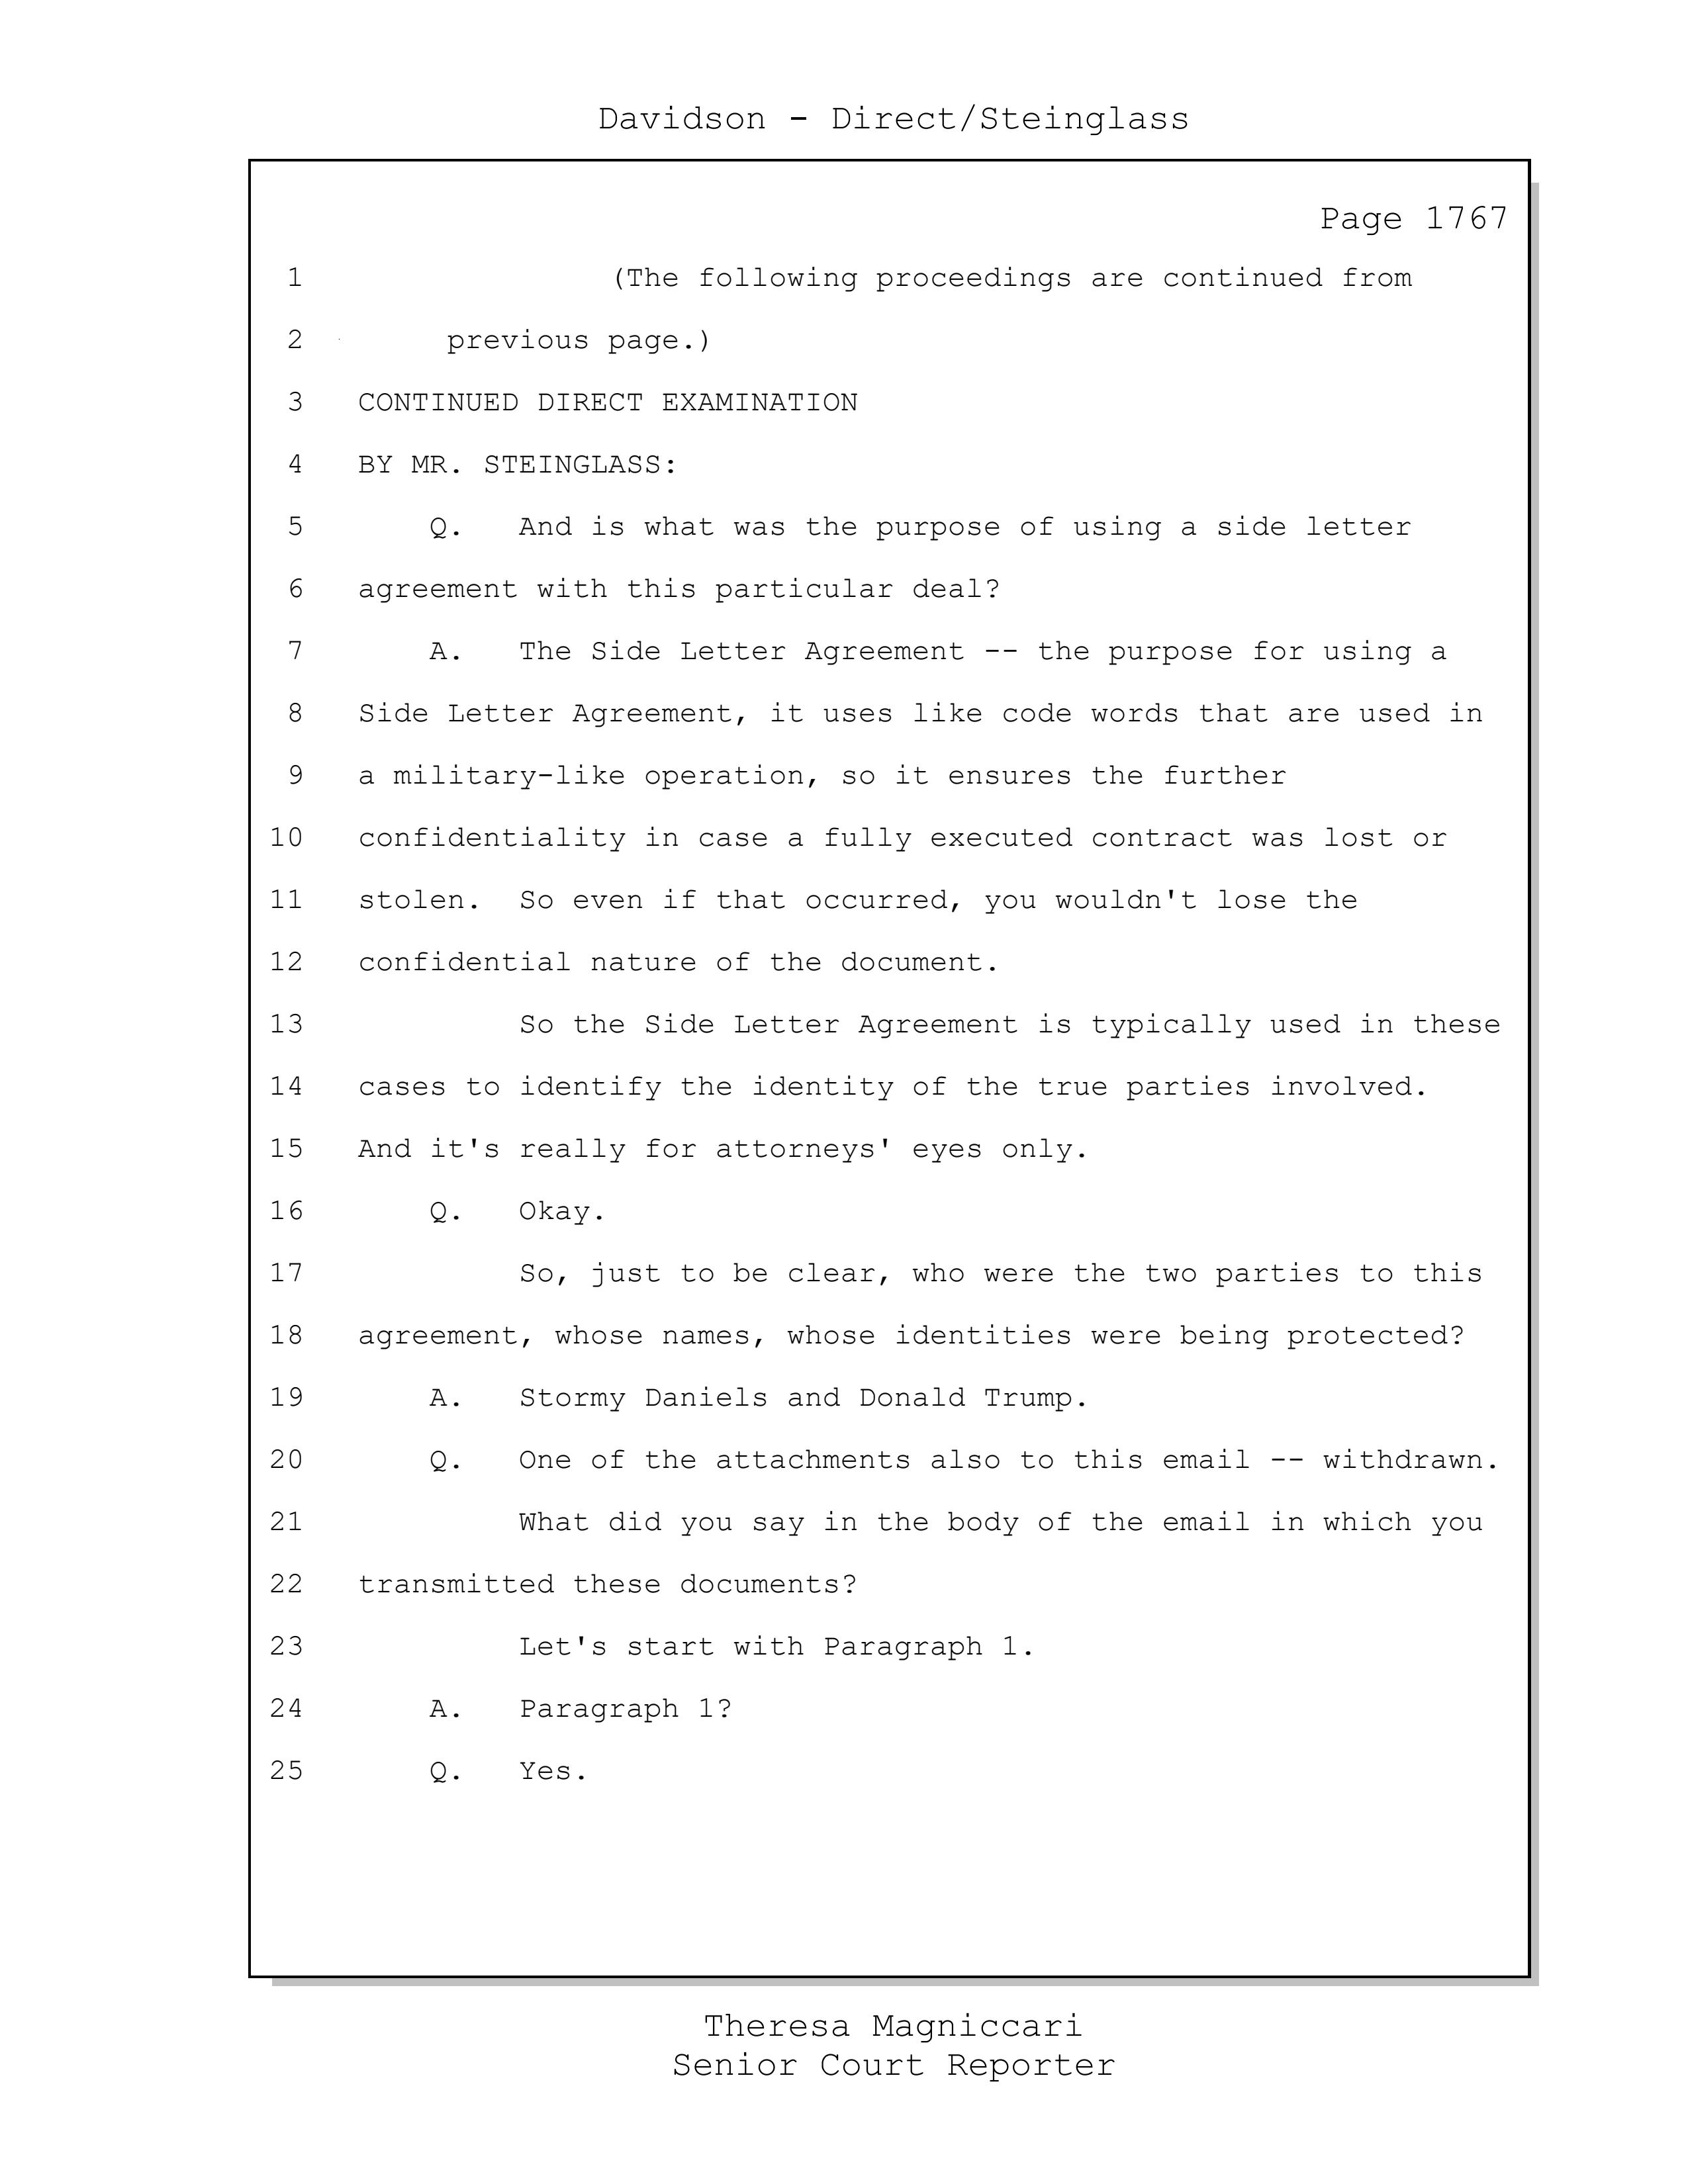 Davidson - Direct/Steinglass
Page 1767
1 (The following proceedings are continued from
2 previous page.)
3 CONTINUED DIRECT EXAMINATION
4 BY MR. STEINGLASS:
5 Q. And is what was the purpose of using a side letter
6 agreement with this particular deal?
7 A. The Side Letter Agreement -- the purpose for using a
8 Side Letter Agreement, it uses like code words that are used in
9 a military-like operation, so it ensures the further
10 confidentiality in case a fully executed contract was lost or
11 stolen. So even if that occurred, you wouldn't lose the
12 confidential nature of the document.
13 So the Side Letter Agreement is typically used in these
14 cases to identify the identity of the true parties involved.
15 And it's really for attorneys' eyes only.
16 Q. Okay.
17 So, just to be clear, who were the two parties to this
18 agreement, whose names, whose identities were being protected?
19 A. Stormy Daniels and Donald Trump.
20 Q. One of the attachments also to this email -- withdrawn.
21 What did you say in the body of the email in which you
22 transmitted these documents?
23 Let's start with Paragraph 1.
24 A. Paragraph 1?
25 Q. Yes.
Theresa Magniccari
Senior Court Reporter